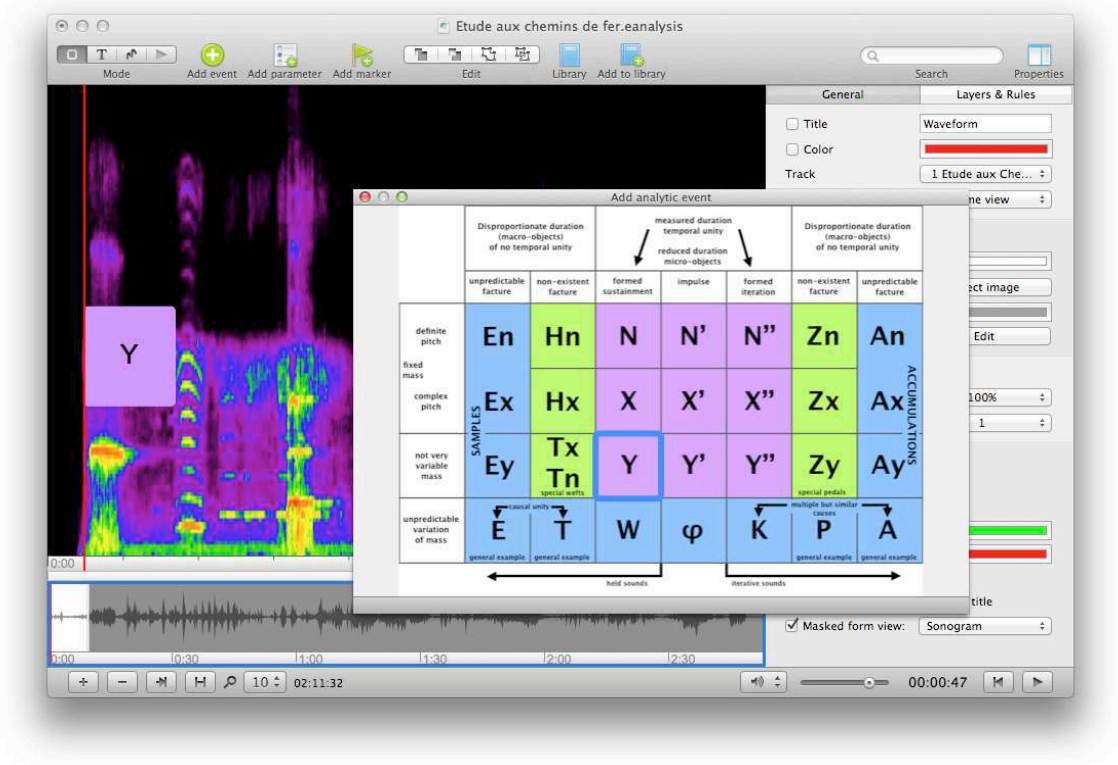 Etude aux chemins de fer.eanalysis
T
Mode
Add event
Add parameter
Add marker
Edit
Library
Add to library
Search
Properties
General
Layers & Rules
Title
Waveform
Color
Track
1 Etude aux Che...
me view
ect image
Edit
100%
1
title
Masked form view:
Sonogram
Y
0:00
Add analytic event
Disproportionate duration
(macro-objects)
of no temporal unity
measured duration
temporal unity
reduced duration
micro-objects
Disproportionate duration
(macro-objects)
of no temporal unity
unpredictable
facture
non-existent
facture
formed
sustainment
impulse
formed
iteration
non-existent
facture
unpredictable
facture
definite
pitch
En Hn N N' N'' Zn An
fixed
mass
complex
pitch
Ex Hx X X' X'' Zx Ax
SAMPLES
ACCUMULATIONS
not very
variable
mass
Ey Tx Tn Y Y' Y'' Zy Ay
special welts
special pedals
causal unity
multiple but similar
causes
unpredictable
variation
of mass
E T W φ K P A
general example
general example
general example
general example
held sounds
iterative sounds
0:00 0:30 1:00 1:30 2:00 2:30
10
02:11:32
00:00:47